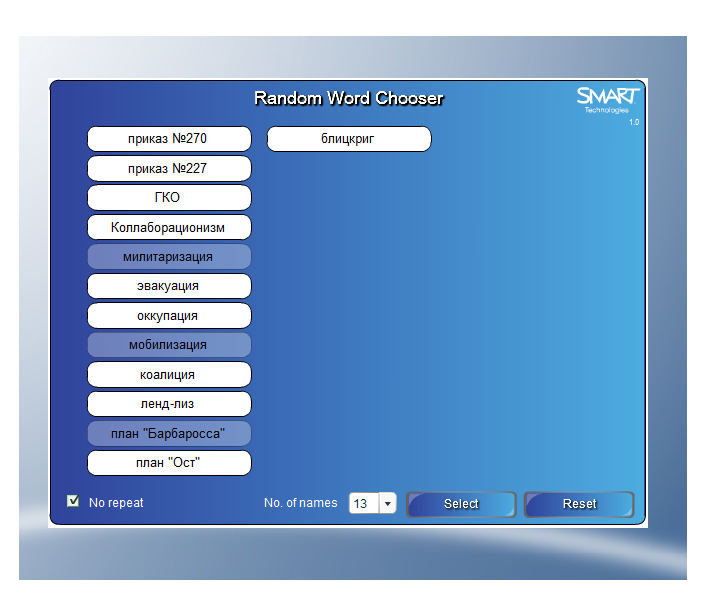 Random Word Chooser
SMART
Technologies
1.0
приказ №270
приказ №227
ГКО
Коллаборационизм
милитаризация
эвакуация
оккупация
мобилизация
коалиция
ленд-лиз
план "Барбаросса"
план "Ост"
блицкриг
No repeat
No. of names
13
Select
Reset